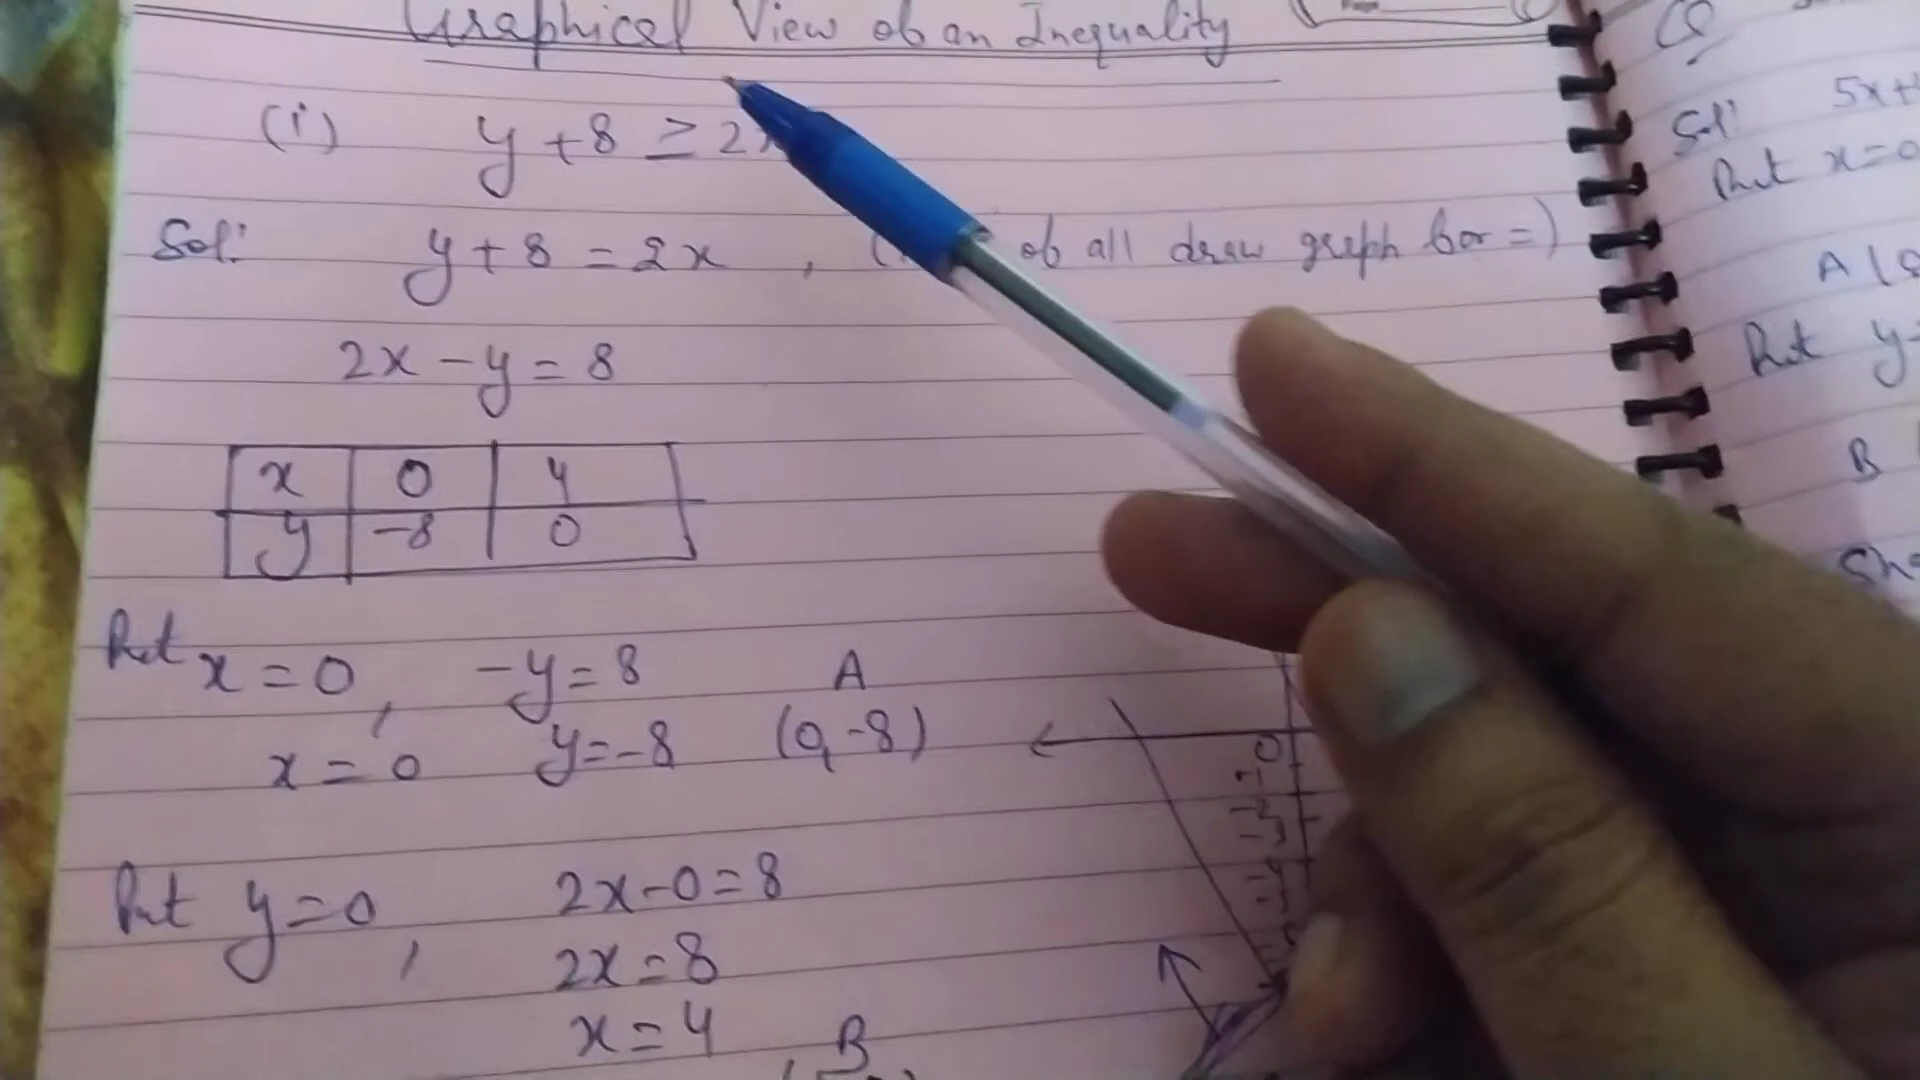 Graphical View of an Inequality
(i) y + 8 ≥ 2x
Sol: y + 8 = 2x , ( of all draw graph for = )
2x - y = 8
x 0 4
y -8 0
Put x = 0 , -y = 8 A
x = 0 y = -8 (0, -8)
Put y = 0 , 2x - 0 = 8
2x = 8
x = 4
B
0
Q
5x+
Sol:
Put x = 0
A (
Put y
B